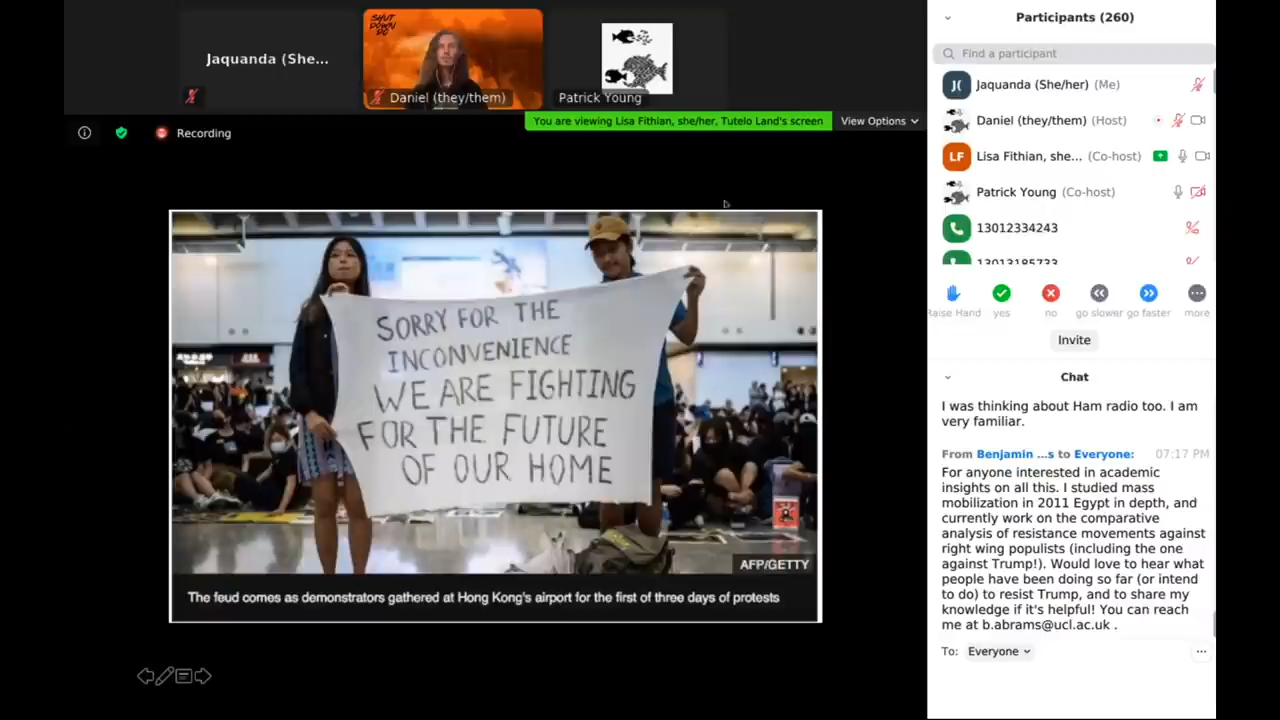 SHUT
DOWN
DC
Jaquanda (She...
Daniel (they/them)
Patrick Young
Recording
You are viewing Lisa Fithian, she/her, Tutelo Land's screen
View Options
SORRY FOR THE
INCONVENIENCE
WE ARE FIGHTING
FOR THE FUTURE
OF OUR HOME
AFP/GETTY
The feud comes as demonstrators gathered at Hong Kong's airport for the first of three days of protests
Participants (260)
Find a participant
J(
Jaquanda (She/her) (Me)
Daniel (they/them) (Host)
LF
Lisa Fithian, she... (Co-host)
Patrick Young (Co-host)
13012334243
13013185733
Raise Hand
yes
no
go slower
go faster
more
Invite
Chat
I was thinking about Ham radio too. I am
very familiar.
From Benjamin ...s to Everyone: 07:17 PM
For anyone interested in academic
insights on all this. I studied mass
mobilization in 2011 Egypt in depth, and
currently work on the comparative
analysis of resistance movements against
right wing populists (including the one
against Trump!). Would love to hear what
people have been doing so far (or intend
to do) to resist Trump, and to share my
knowledge if it's helpful! You can reach
me at b.abrams@ucl.ac.uk .
To: Everyone